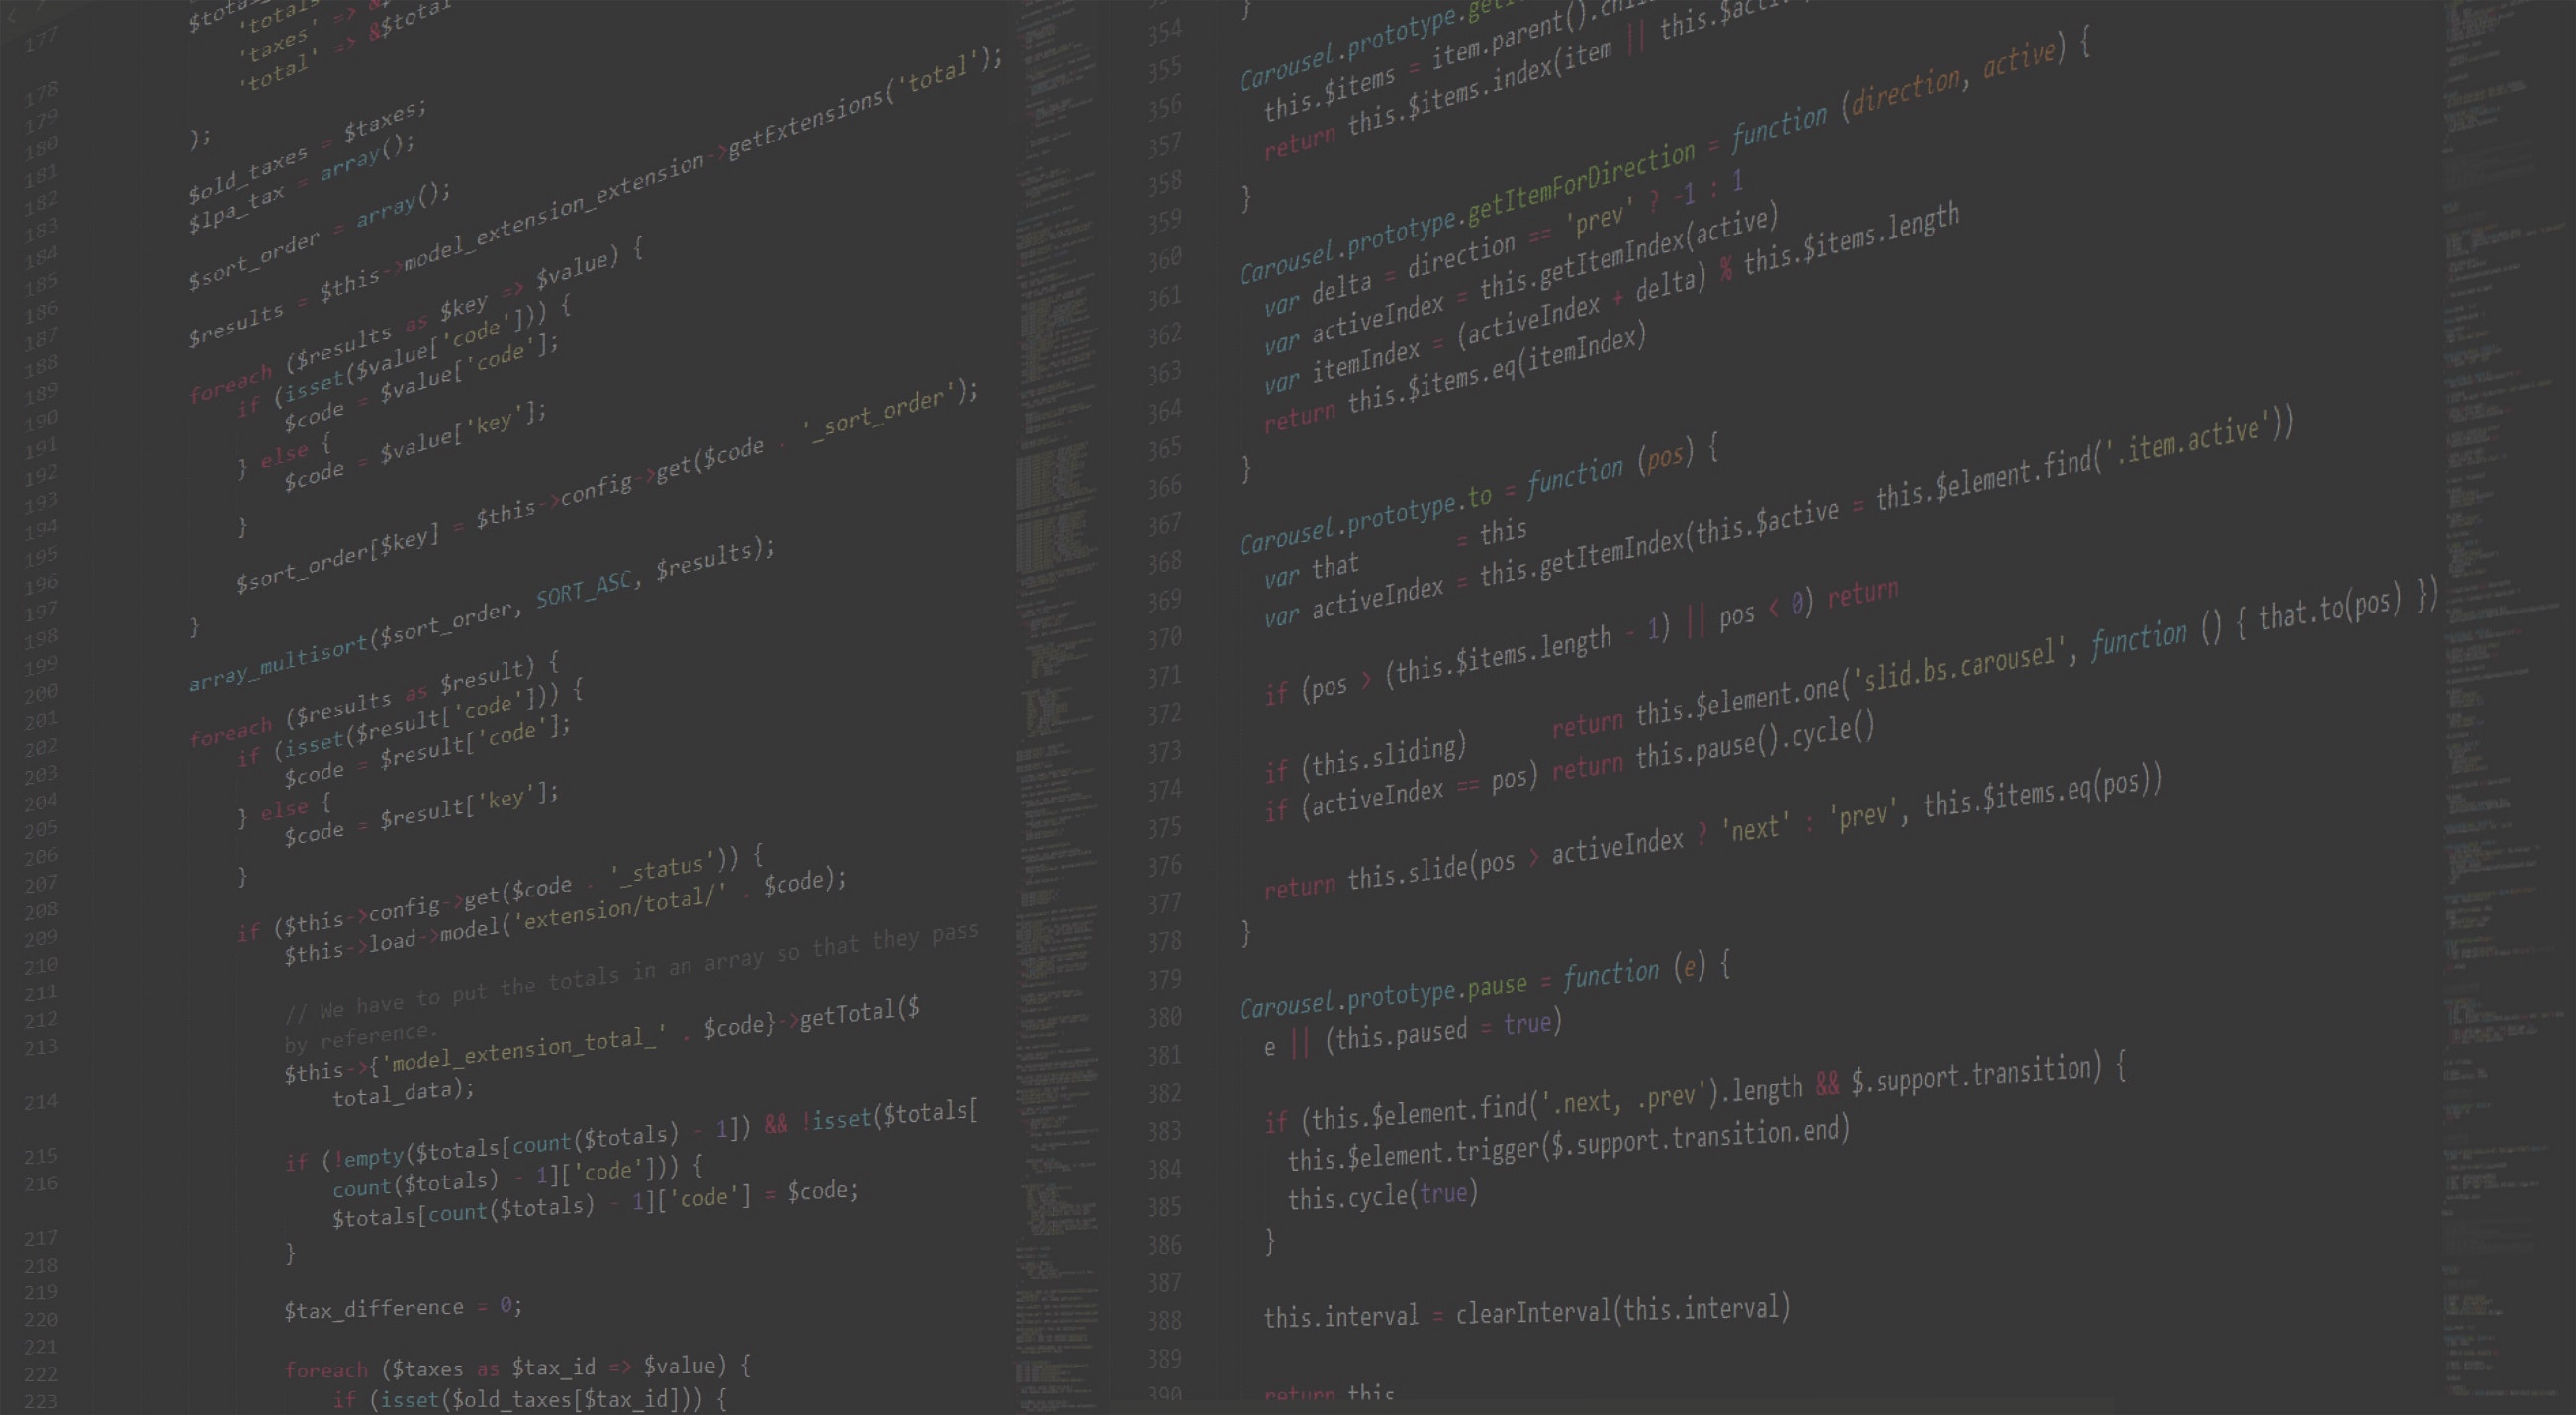 177
178
179
180
181
182
183
184
185
186
187
188
189
190
191
192
193
194
195
196
197
198
199
200
201
202
203
204
205
206
207
208
209
210
211
212
213
214
215
216
217
218
219
220
221
222
223
'totals' =>
'taxes' =>
'total' => &$total
);
$old_taxes = $taxes;
$lpa_tax = array();
$sort_order = array();
$results = $this->model_extension_extension->getExtensions('total');
foreach ($results as $key => $value) {
if (isset($value['code'])) {
$code = $value['code'];
} else {
$code = $value['key'];
}
$sort_order[$key] = $this->config->get($code . '_sort_order');
}
array_multisort($sort_order, SORT_ASC, $results);
foreach ($results as $result) {
if (isset($result['code'])) {
$code = $result['code'];
} else {
$code = $result['key'];
}
if ($this->config->get($code . '_status')) {
$this->load->model('extension/total/' . $code);
// We have to put the totals in an array so that they pass
by reference.
$this->{'model_extension_total_' . $code}->getTotal($
total_data);
if (!empty($totals[count($totals) - 1]) && !isset($totals[
count($totals) - 1]['code'])) {
$totals[count($totals) - 1]['code'] = $code;
}
$tax_difference = 0;
foreach ($taxes as $tax_id => $value) {
if (isset($old_taxes[$tax_id])) {
354
355
356
357
358
359
360
361
362
363
364
365
366
367
368
369
370
371
372
373
374
375
376
377
378
379
380
381
382
383
384
385
386
387
388
389
390
}
Carousel.prototype.
this.$items = item.parent().
return this.$items.index(item ||
}
Carousel.prototype.getItemForDirection = function (direction, active) {
var delta = direction == 'prev' ? -1 : 1
var activeIndex = this.getItemIndex(active)
var itemIndex = (activeIndex + delta) % this.$items.length
return this.$items.eq(itemIndex)
}
Carousel.prototype.to = function (pos) {
var that = this
var activeIndex = this.getItemIndex(this.$active = this.$element.find('.item.active'))
if (pos > (this.$items.length - 1) || pos < 0) return
if (this.sliding) return this.$element.one('slid.bs.carousel', function () { that.to(pos) })
if (activeIndex == pos) return this.pause().cycle()
return this.slide(pos > activeIndex ? 'next' : 'prev', this.$items.eq(pos))
}
Carousel.prototype.pause = function (e) {
e || (this.paused = true)
if (this.$element.find('.next, .prev').length && $.support.transition) {
this.$element.trigger($.support.transition.end)
this.cycle(true)
}
this.interval = clearInterval(this.interval)
return this